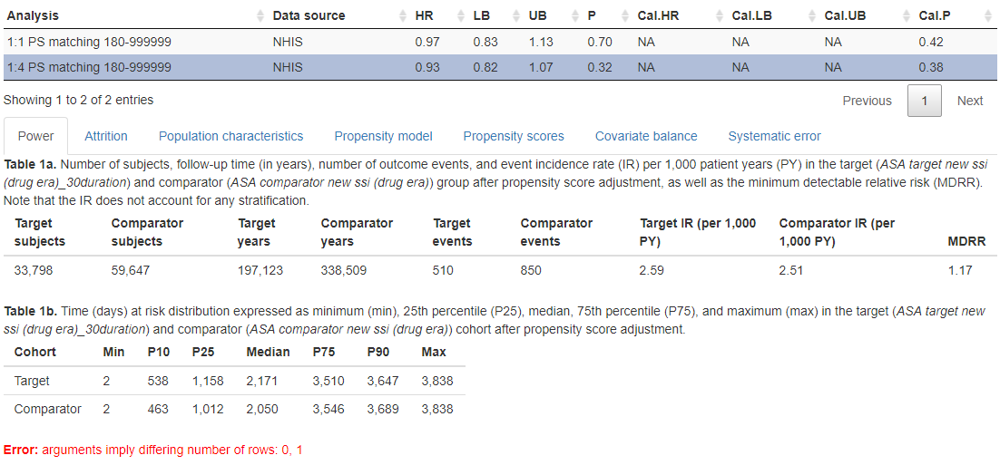 Analysis Data source HR LB UB P Cal.HR Cal.LB Cal.UB Cal.P
1:1 PS matching 180-999999 NHIS 0.97 0.83 1.13 0.70 NA NA NA 0.42
1:4 PS matching 180-999999 NHIS 0.93 0.82 1.07 0.32 NA NA NA 0.38
Showing 1 to 2 of 2 entries Previous 1 Next
Power Attrition Population characteristics Propensity model Propensity scores Covariate balance Systematic error
Table 1a. Number of subjects, follow-up time (in years), number of outcome events, and event incidence rate (IR) per 1,000 patient years (PY) in the target (ASA target new ssi
(drug era)_30duration) and comparator (ASA comparator new ssi (drug era)) group after propensity score adjustment, as well as the minimum detectable relative risk (MDRR).
Note that the IR does not account for any stratification.
Target Comparator Target Comparator Target Comparator Target IR (per 1,000 Comparator IR (per
subjects subjects years years events events PY) 1,000 PY) MDRR
33,798 59,647 197,123 338,509 510 850 2.59 2.51 1.17
Table 1b. Time (days) at risk distribution expressed as minimum (min), 25th percentile (P25), median, 75th percentile (P75), and maximum (max) in the target (ASA target new
ssi (drug era)_30duration) and comparator (ASA comparator new ssi (drug era)) cohort after propensity score adjustment.
Cohort Min P10 P25 Median P75 P90 Max
Target 2 538 1,158 2,171 3,510 3,647 3,838
Comparator 2 463 1,012 2,050 3,546 3,689 3,838
Error: arguments imply differing number of rows: 0, 1